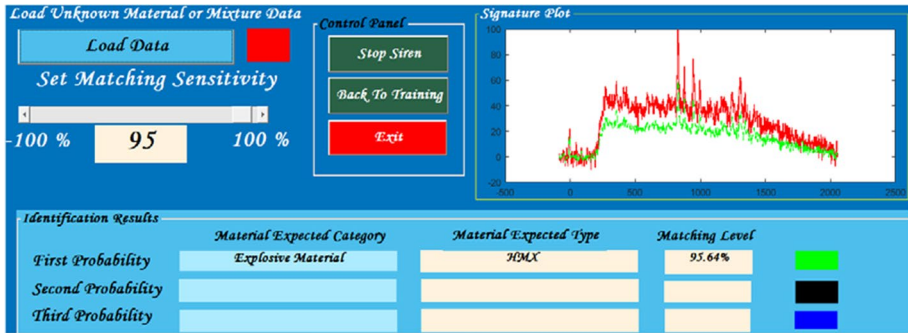 Load Unknown Material or Mixture Data
Load Data
Set Matching Sensitivity
-100 % 95 100 %
Control Panel
Stop Siren
Back To Training
Exit
Signature Plot
100
80
60
40
20
0
-20
-500 0 500 1000 1500 2000 2500
Identification Results
Material Expected Category Material Expected Type Matching Level
First Probability Explosive Material HMX 95.64%
Second Probability
Third Probability